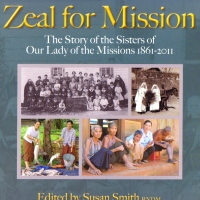 Zeal for Mission
The Story of the Sisters of
Our Lady of the Missions 1861-2011
Edited by Susan Smith RNDM